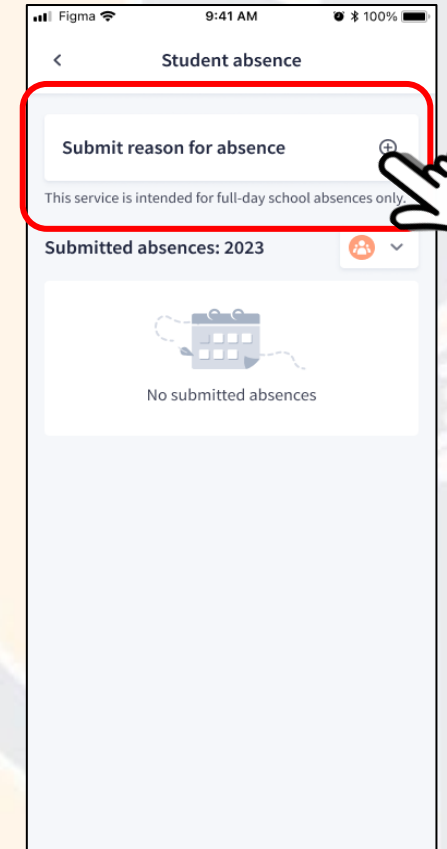 Figma 9:41 AM 100%
Student absence
Submit reason for absence
This service is intended for full-day school absences only.
Submitted absences: 2023
No submitted absences